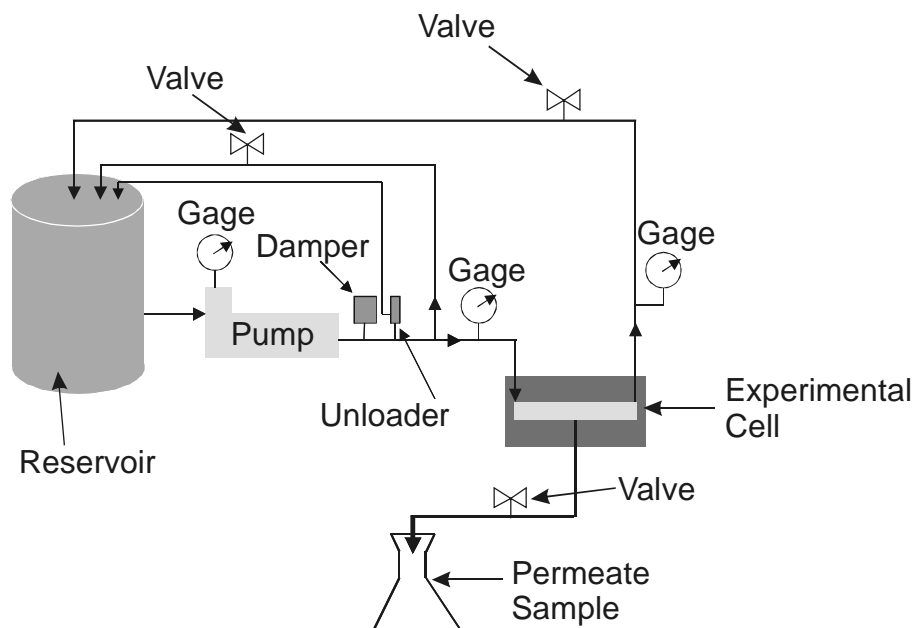 Valve
Valve
Gage
Damper
Gage
Gage
Pump
Unloader
Experimental
Cell
Reservoir
Valve
Permeate
Sample